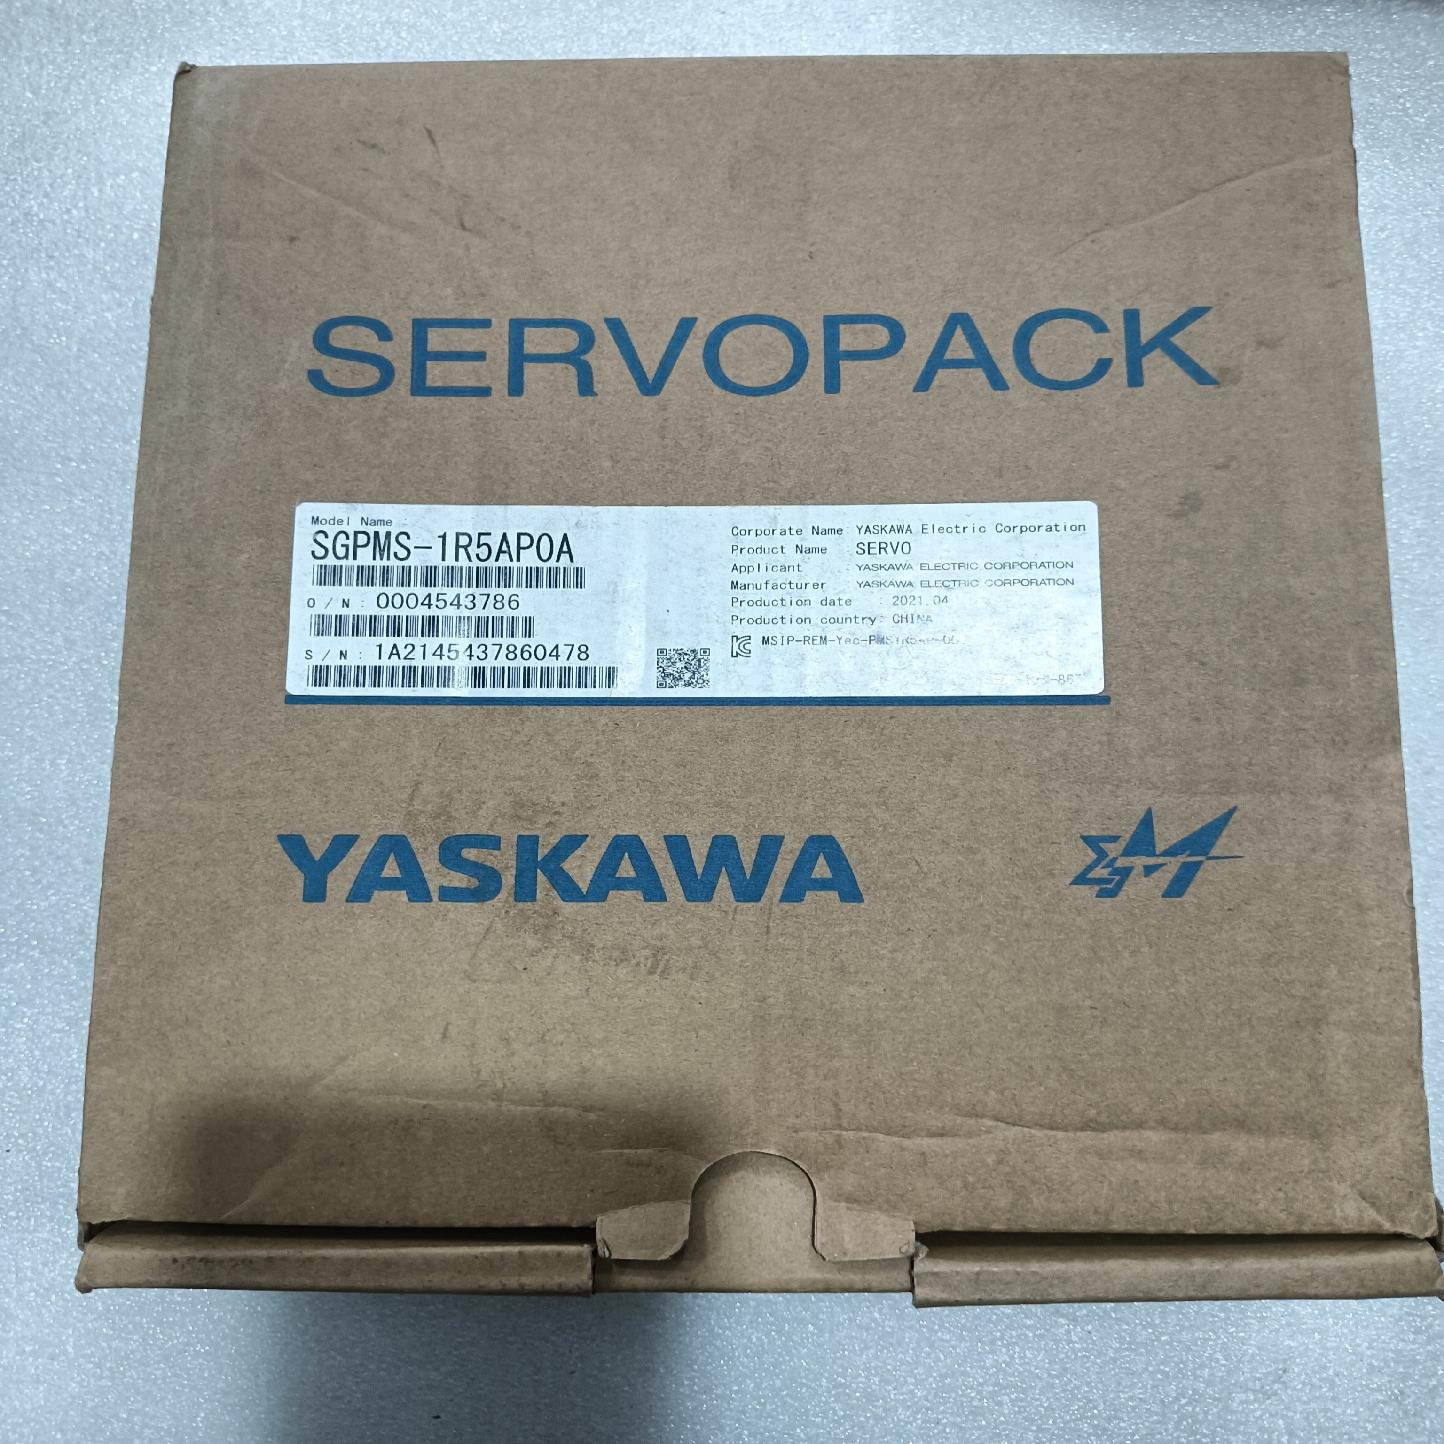 SERVOPACK
Model Name :
SGPMS-1R5AP0A
O/N: 0004543786
S/N: 1A2145437860478
Corporate Name: YASKAWA Electric Corporation
Product Name : SERVO
Applicant : YASKAWA ELECTRIC CORPORATION
Manufacturer : YASKAWA ELECTRIC CORPORATION
Production date : 2021.04
Production country: CHINA
YASKAWA